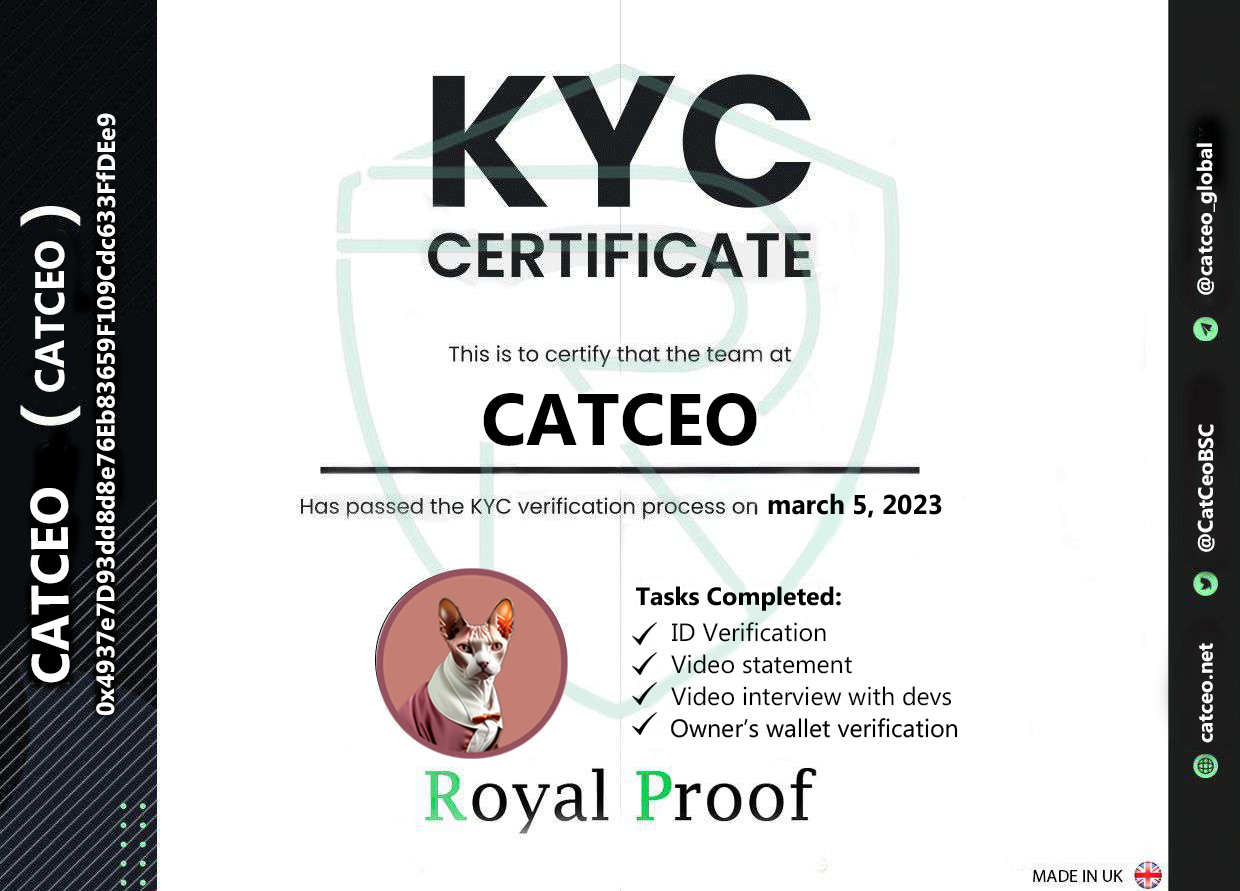 KYC
CERTIFICATE
This is to certify that the team at
CATCEO
Has passed the KYC verification process on march 5, 2023
Tasks Completed:
ID Verification
Video statement
Video interview with devs
Owner’s wallet verification
Royal Proof
MADE IN UK
CATCEO ( CATCEO )
0x4937e7D93dd8d8e76Eb83659F109Cdc633FfDEe9
catceo.net
@CatCeoBSC
@catceo_global